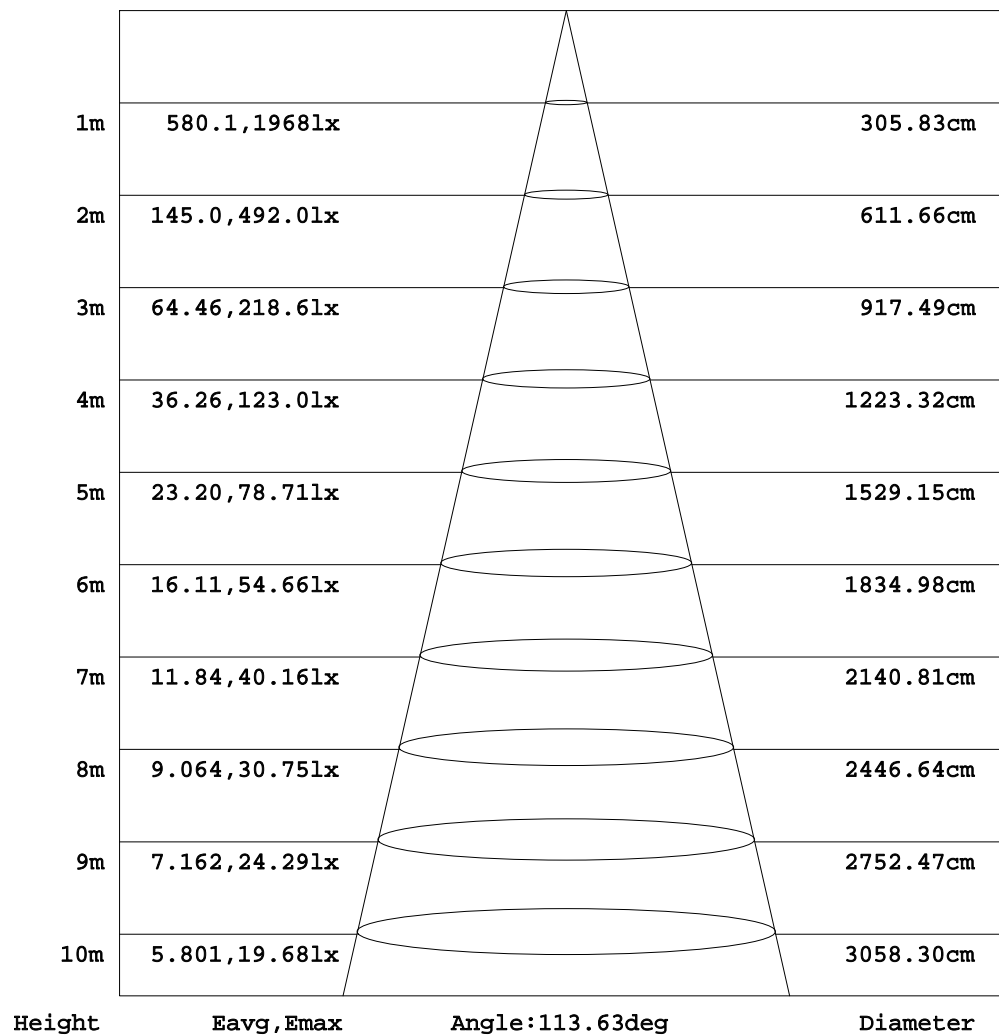 1m 580.1,1968lx 305.83cm
2m 145.0,492.0lx 611.66cm
3m 64.46,218.6lx 917.49cm
4m 36.26,123.0lx 1223.32cm
5m 23.20,78.71lx 1529.15cm
6m 16.11,54.66lx 1834.98cm
7m 11.84,40.16lx 2140.81cm
8m 9.064,30.75lx 2446.64cm
9m 7.162,24.29lx 2752.47cm
10m 5.801,19.68lx 3058.30cm
Height Eavg,Emax Angle:113.63deg Diameter